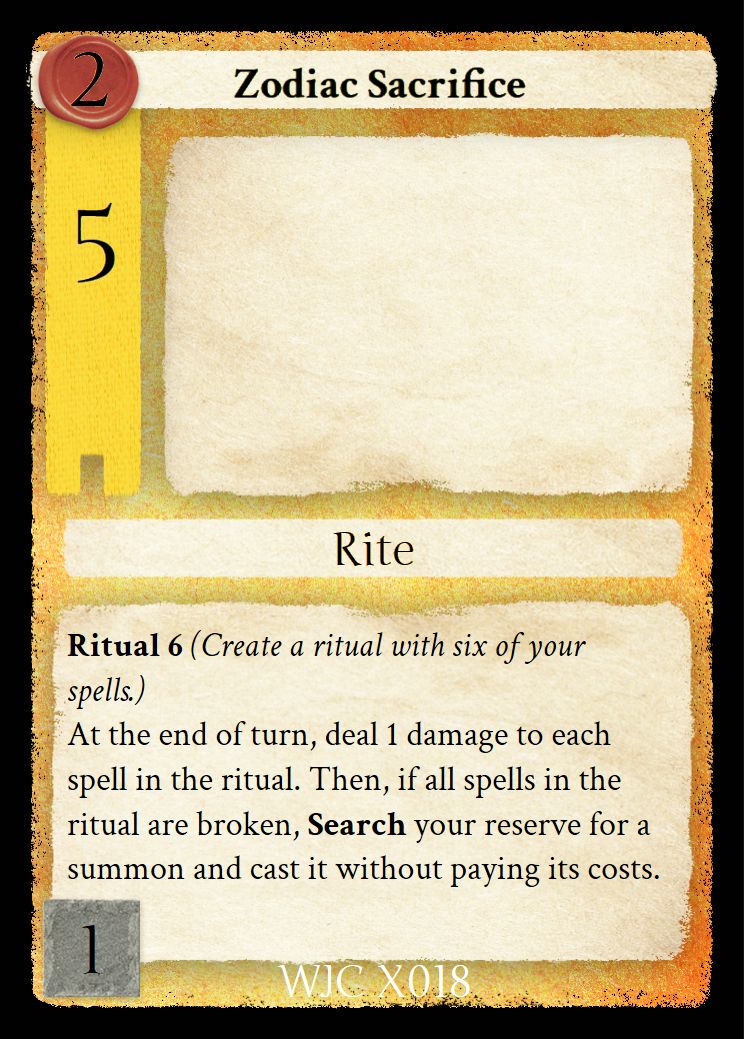 2
Zodiac Sacrifice
5
Rite
Ritual 6 (Create a ritual with six of your
spells.)
At the end of turn, deal 1 damage to each
spell in the ritual. Then, if all spells in the
ritual are broken, Search your reserve for a
summon and cast it without paying its costs.
1
WJC X018